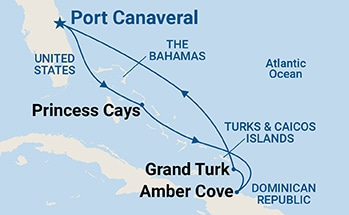 Port Canaveral
UNITED
STATES
THE
BAHAMAS
Atlantic
Ocean
Princess Cays
TURKS & CAICOS
ISLANDS
Grand Turk
Amber Cove
DOMINICAN
REPUBLIC